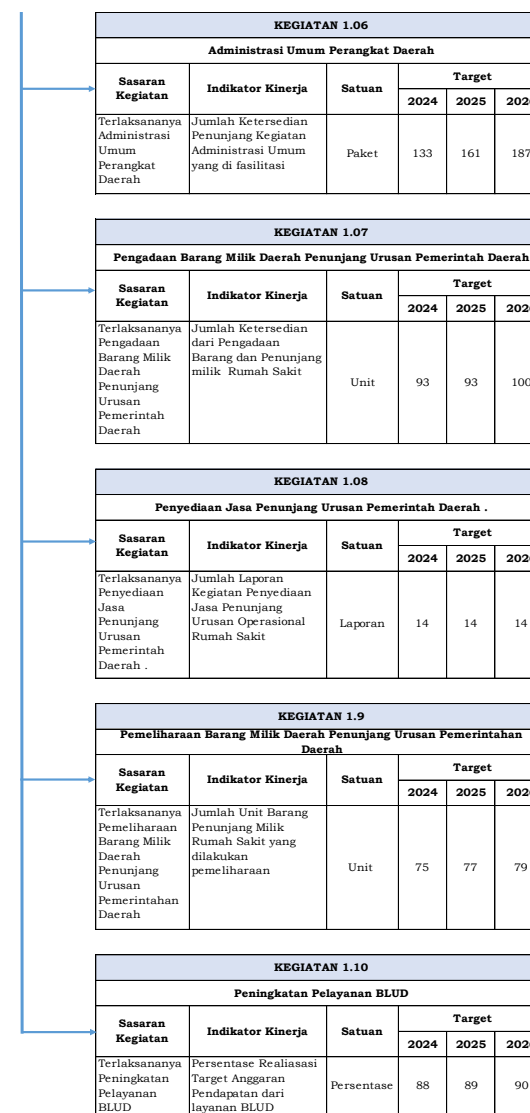 KEGIATAN 1.06
Administrasi Umum Perangkat Daerah
Sasaran Kegiatan Indikator Kinerja Satuan Target
2024 2025
Terlaksananya Jumlah Ketersedian
Administrasi Penunjang Kegiatan
Umum Administrasi Umum
Perangkat yang di fasilitasi
Daerah
Paket 133 161 187
KEGIATAN 1.07
Pengadaan Barang Milik Daerah Penunjang Urusan Pemerintah Daerah
Sasaran Kegiatan Indikator Kinerja Satuan Target
2024 2025
Terlaksananya Jumlah Ketersedian
Pengadaan dari Pengadaan
Barang Milik Barang dan Penunjang
Daerah milik Rumah Sakit
Penunjang
Urusan
Pemerintah
Daerah
Unit 93 93 100
KEGIATAN 1.08
Penyediaan Jasa Penunjang Urusan Pemerintah Daerah .
Sasaran Kegiatan Indikator Kinerja Satuan Target
2024 2025
Terlaksananya Jumlah Laporan
Penyediaan Kegiatan Penyediaan
Jasa Jasa Penunjang
Penunjang Urusan Operasional
Urusan Rumah Sakit
Pemerintah
Daerah .
Laporan 14 14 14
KEGIATAN 1.9
Pemeliharaan Barang Milik Daerah Penunjang Urusan Pemerintahan
Daerah
Sasaran Kegiatan Indikator Kinerja Satuan Target
2024 2025
Terlaksananya Jumlah Unit Barang
Pemeliharaan Penunjang Milik
Barang Milik Rumah Sakit yang
Daerah dilakukan
Penunjang pemeliharaan
Urusan
Pemerintahan
Daerah
Unit 75 77 79
KEGIATAN 1.10
Peningkatan Pelayanan BLUD
Sasaran Kegiatan Indikator Kinerja Satuan Target
2024 2025
Terlaksananya Persentase Realiasasi
Peningkatan Target Anggaran
Pelayanan Pendapatan dari
BLUD layanan BLUD
Persentase 88 89 90